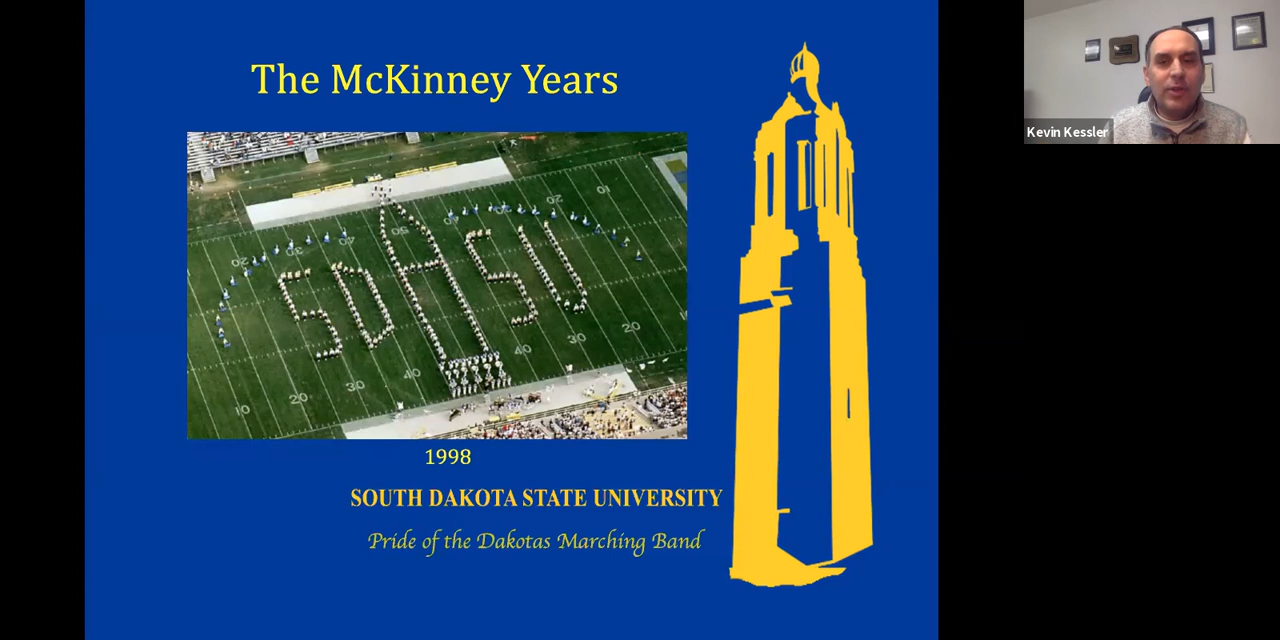 The McKinney Years
Kevin Kessler
SDSU
1998
SOUTH DAKOTA STATE UNIVERSITY
Pride of the Dakotas Marching Band